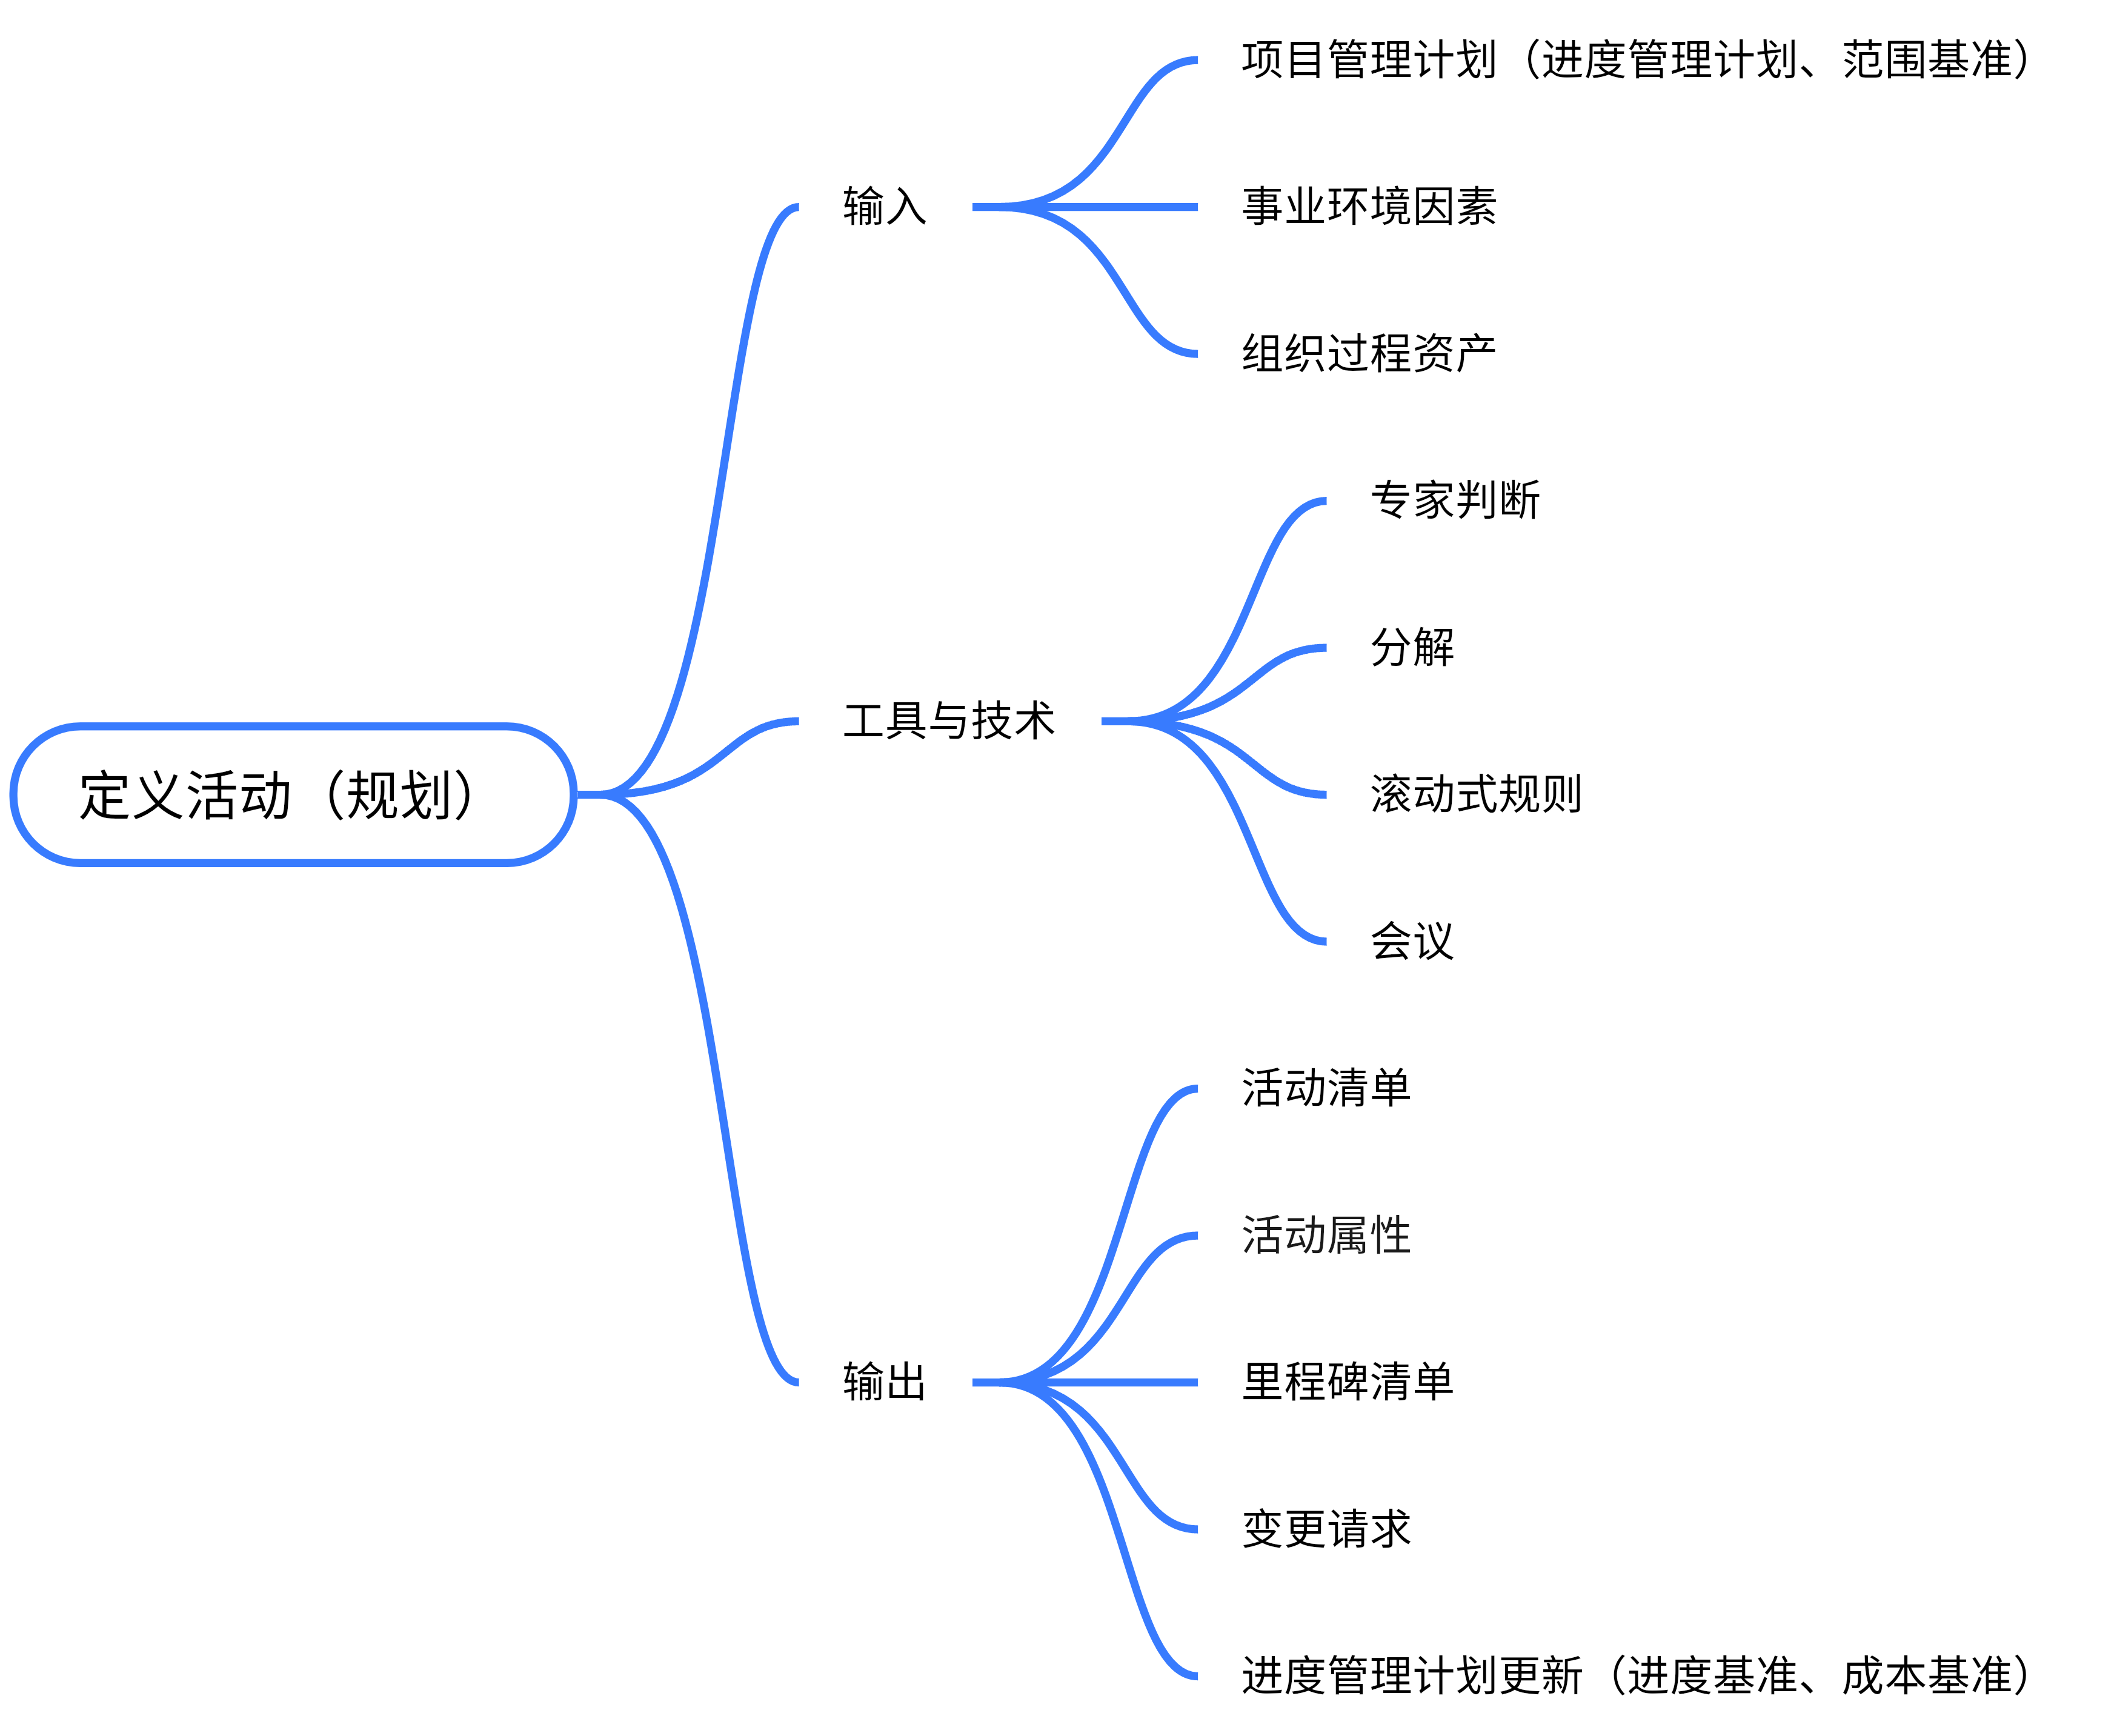 定义活动（规划）
输入
项目管理计划（进度管理计划、范围基准）
事业环境因素
组织过程资产
工具与技术
专家判断
分解
滚动式规则
会议
输出
活动清单
活动属性
里程碑清单
变更请求
进度管理计划更新（进度基准、成本基准）